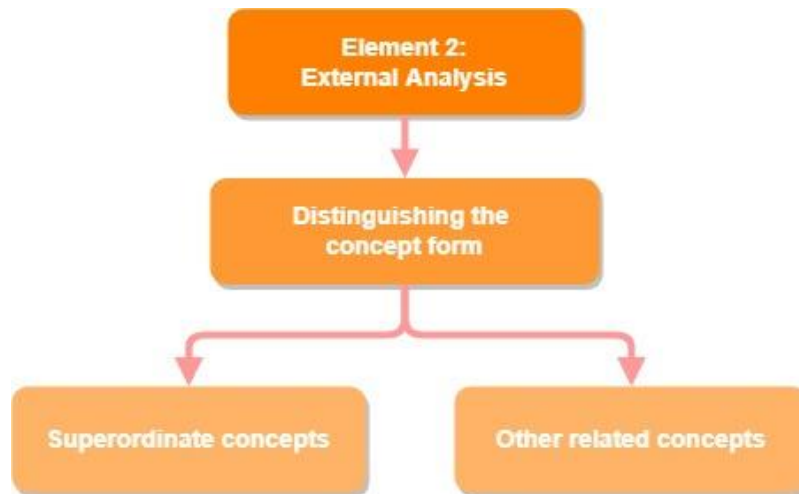 Element 2:
External Analysis
Distinguishing the
concept form
Superordinate concepts
Other related concepts